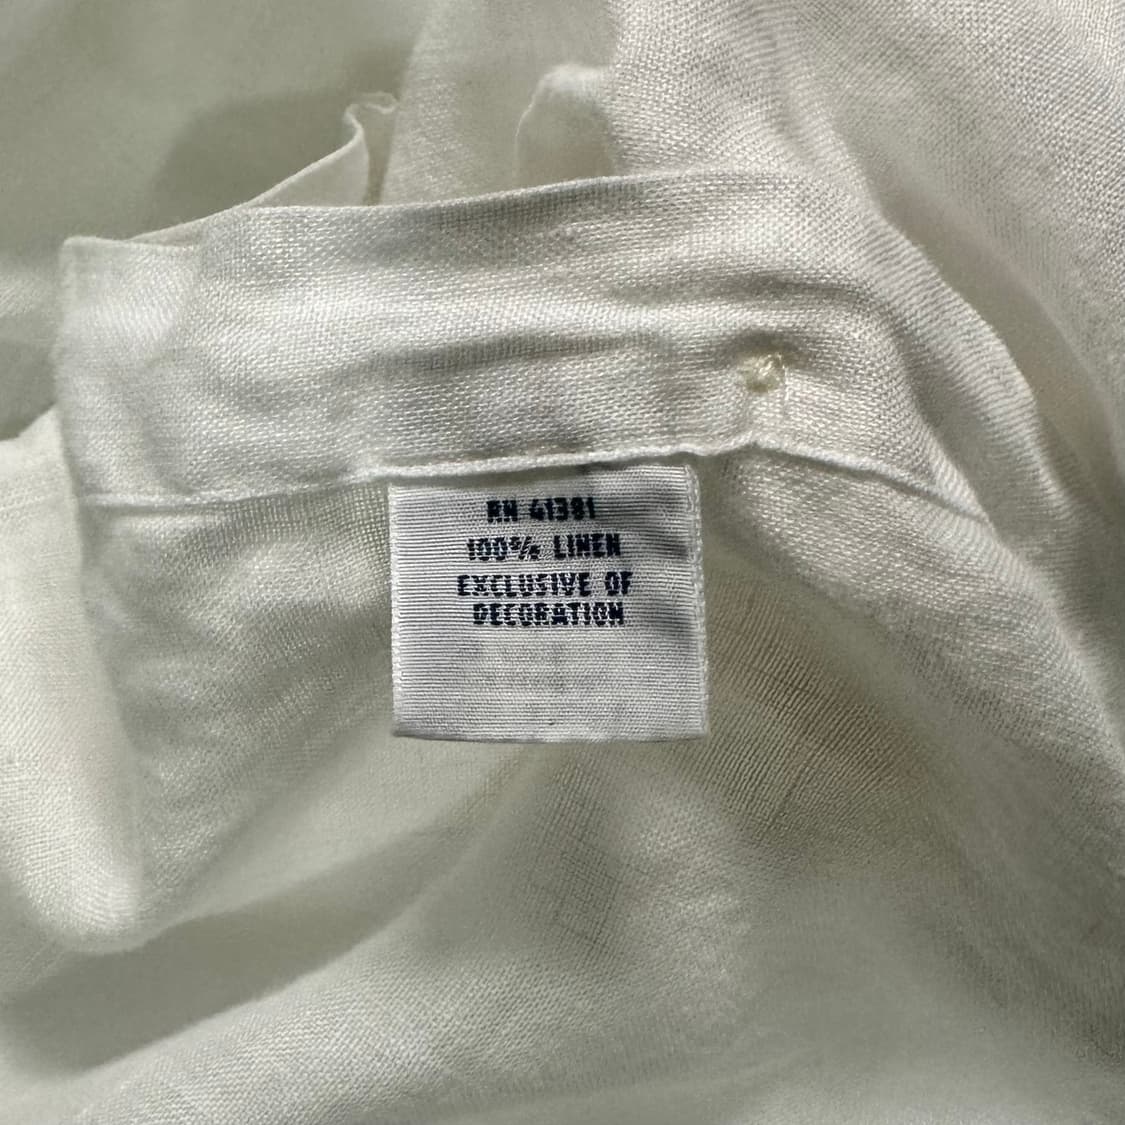 RN 41381
100% LINEN
EXCLUSIVE OF
DECORATION